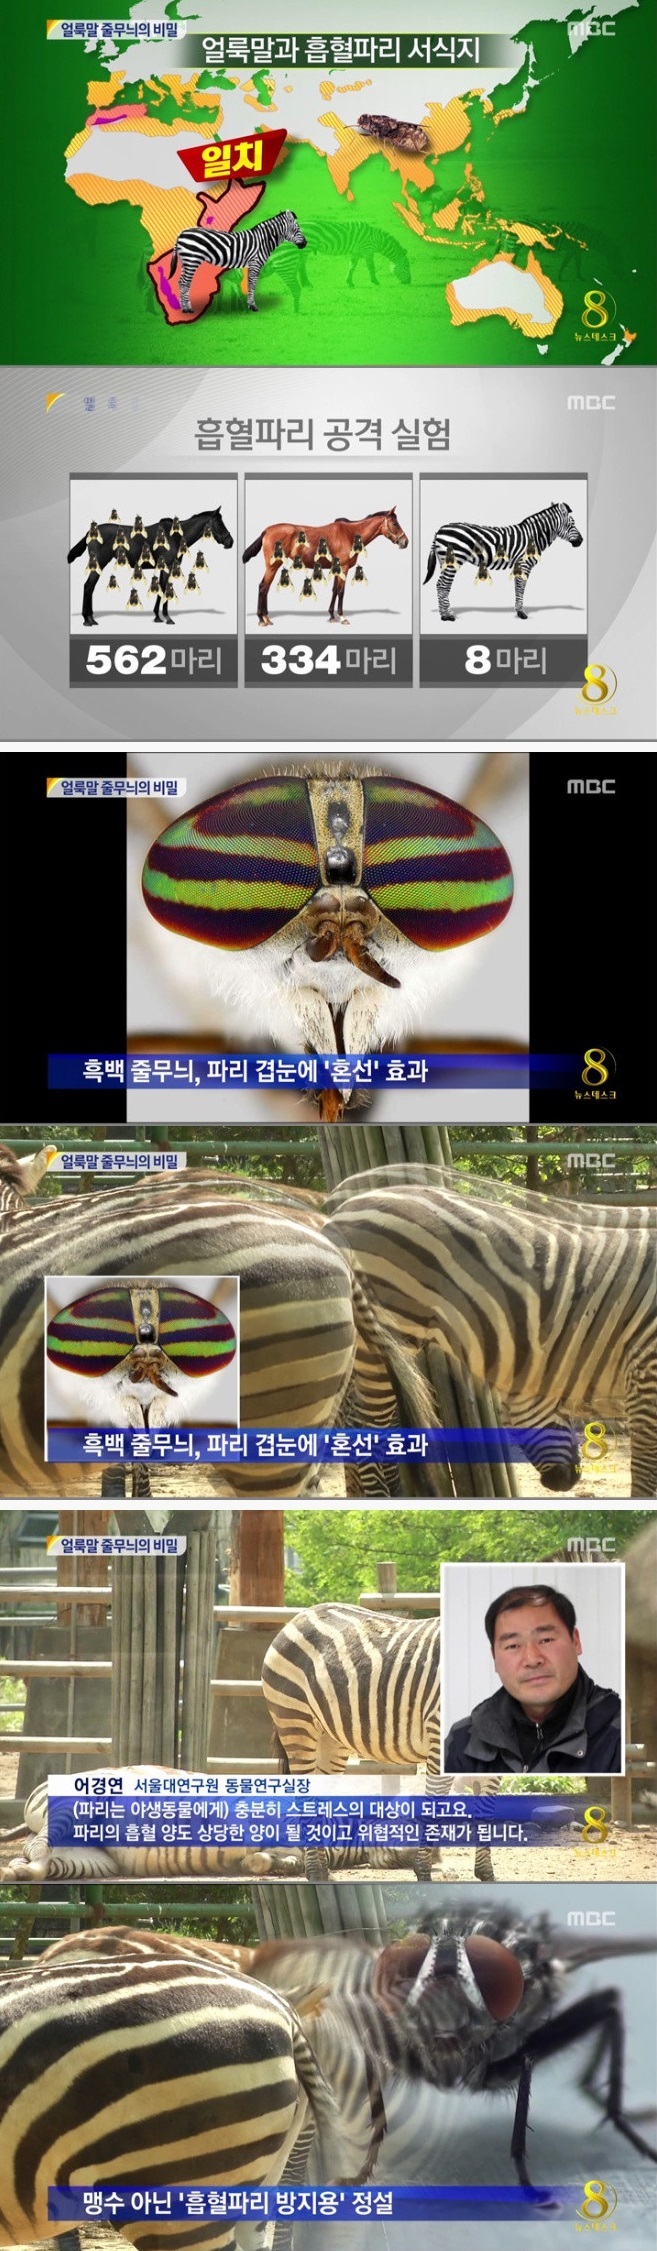 얼룩말 줄무늬의 비밀
MBC
얼룩말과 흡혈파리 서식지
일치
8
뉴스데스크
얼룩
MBC
흡혈파리 공격 실험
562마리
334마리
8마리
8
뉴스데스크
얼룩말 줄무늬의 비밀
MBC
흑백 줄무늬, 파리 겹눈에 '혼선' 효과
8
뉴스데스크
얼룩말 줄무늬의 비밀
MBC
흑백 줄무늬, 파리 겹눈에 '혼선' 효과
8
뉴스데스크
얼룩말 줄무늬의 비밀
MBC
어경연 서울대연구원 동물연구실장
(파리는 야생동물에게) 충분히 스트레스의 대상이 되고요.
파리의 흡혈 양도 상당한 양이 될 것이고 위협적인 존재가 됩니다.
8
뉴스데스크
MBC
맹수 아닌 '흡혈파리 방지용' 정설
8
뉴스데스크